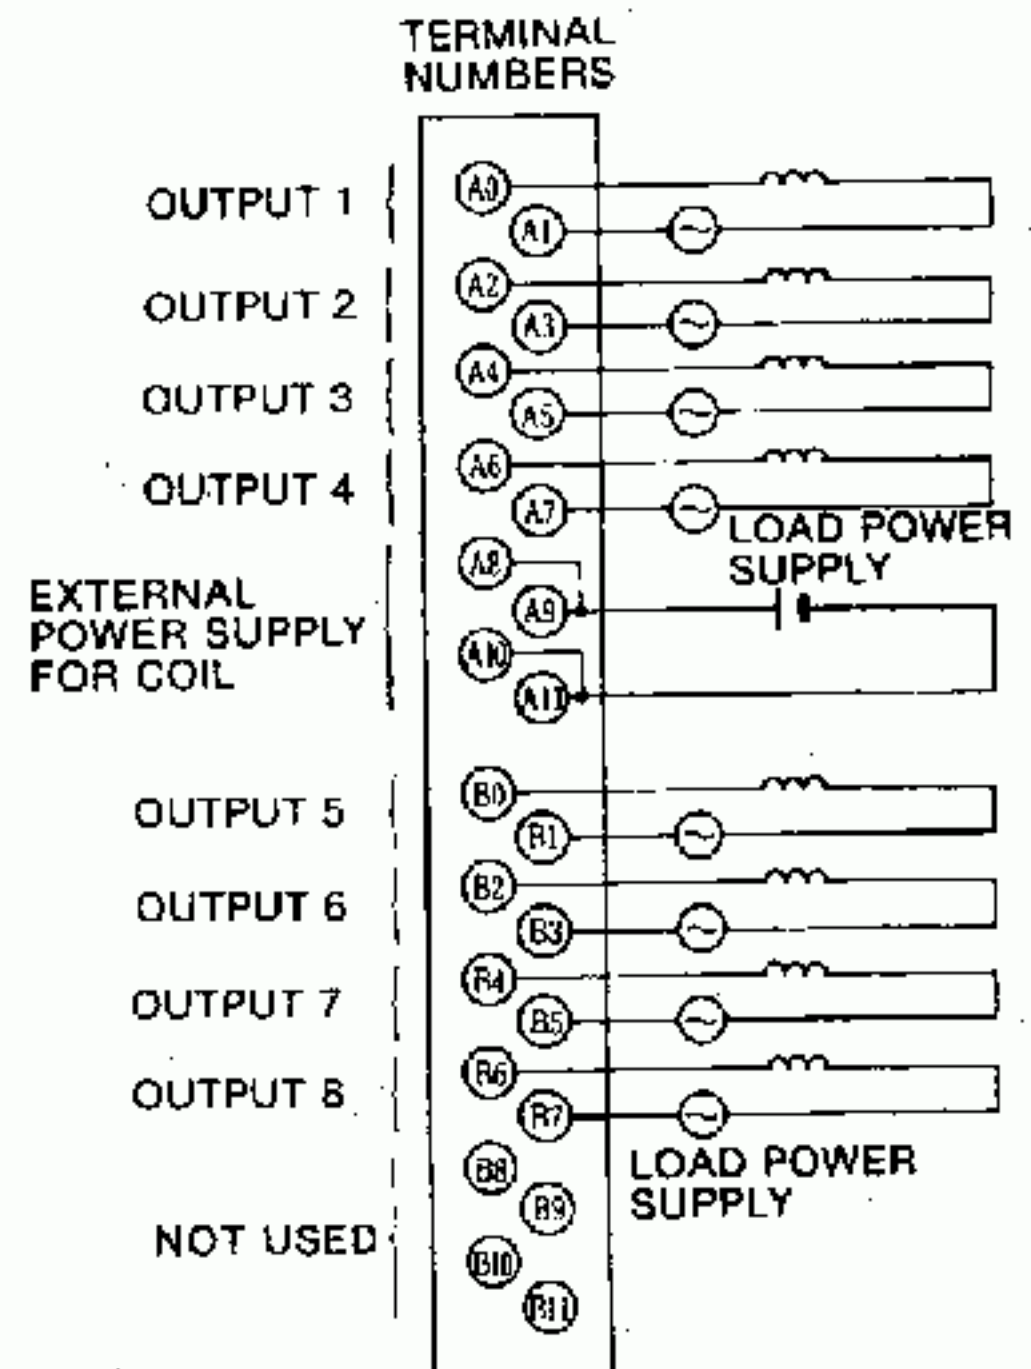 TERMINAL
NUMBERS
OUTPUT 1
A0
A1
OUTPUT 2
A2
A3
OUTPUT 3
A4
A5
OUTPUT 4
A6
A7
LOAD POWER
SUPPLY
EXTERNAL
POWER SUPPLY
FOR COIL
A8
A9
A10
A11
OUTPUT 5
B0
B1
OUTPUT 6
B2
B3
OUTPUT 7
B4
B5
OUTPUT 8
B6
B7
LOAD POWER
SUPPLY
NOT USED
B8
B9
B10
B11